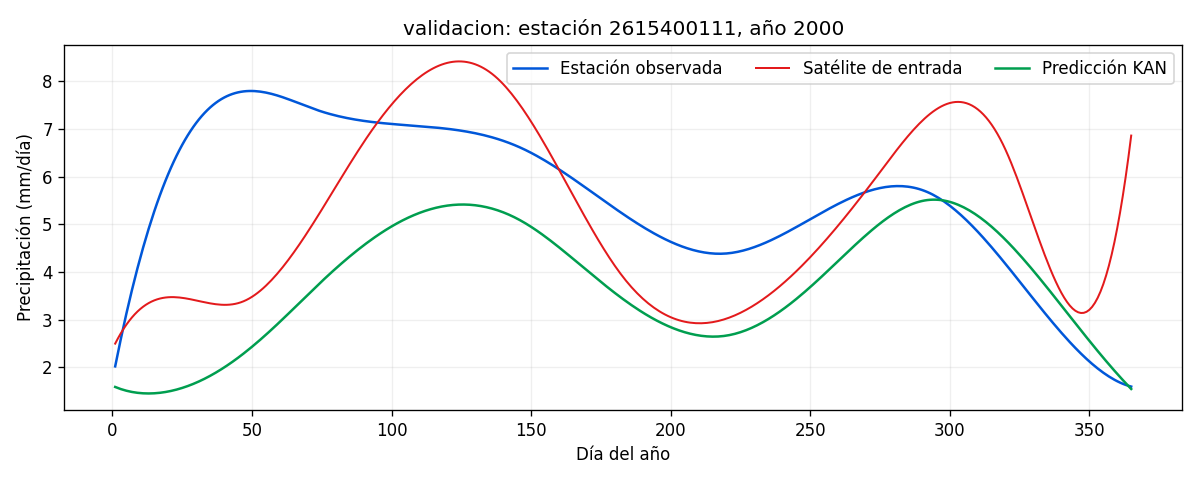 validacion: estación 2615400111, año 2000
Estación observada
Satélite de entrada
Predicción KAN
Precipitación (mm/día)
8
7
6
5
4
3
2
0
50
100
150
200
250
300
350
Día del año